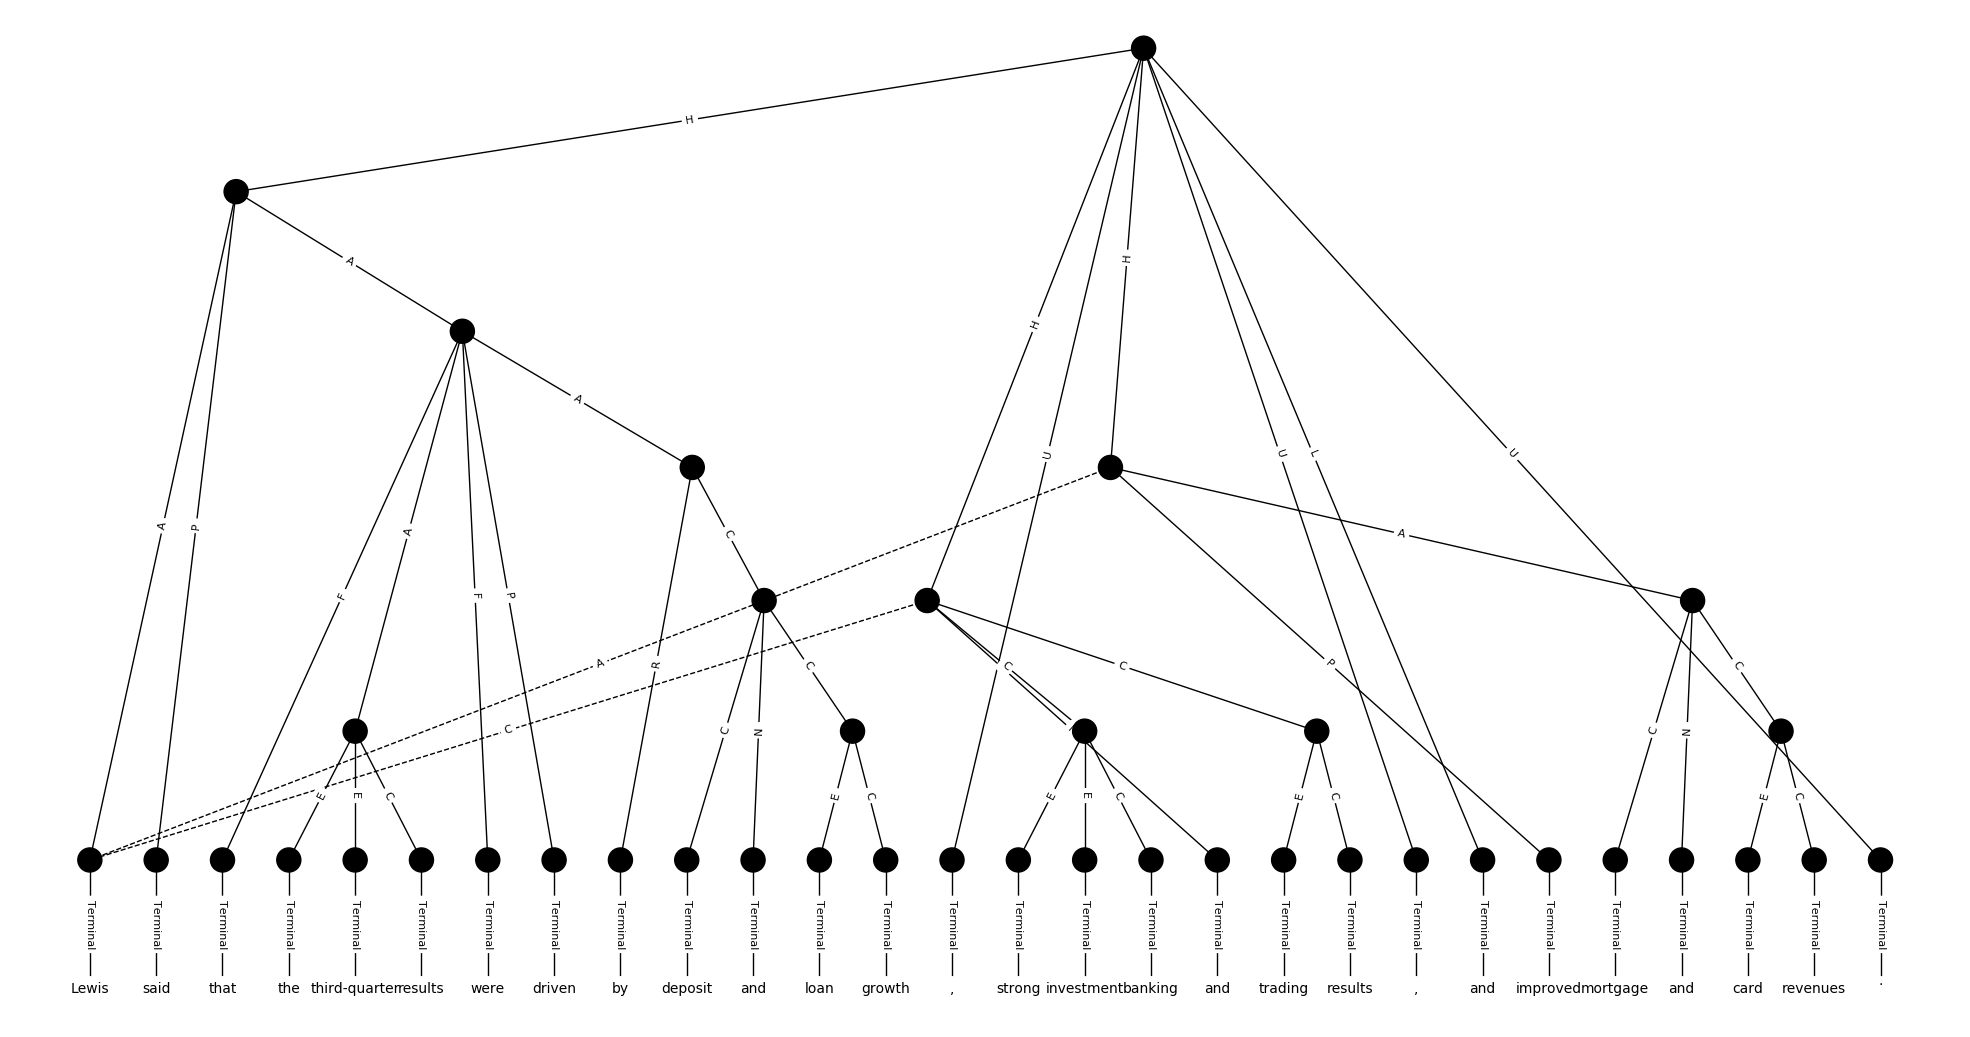 H
A
H
A
H
A
U
U
L
U
A
P
A
C
A
F
F
P
A
R
C
C
C
P
C
C
C
N
C
N
E
E
C
E
C
E
E
C
E
C
E
C
Terminal Terminal Terminal Terminal Terminal Terminal Terminal Terminal Terminal Terminal Terminal Terminal Terminal Terminal Terminal Terminal Terminal Terminal Terminal Terminal Terminal Terminal Terminal Terminal Terminal Terminal Terminal Terminal
Lewis said that the third-quarter results were driven by deposit and loan growth , strong investment banking and trading results , and improved mortgage and card revenues .